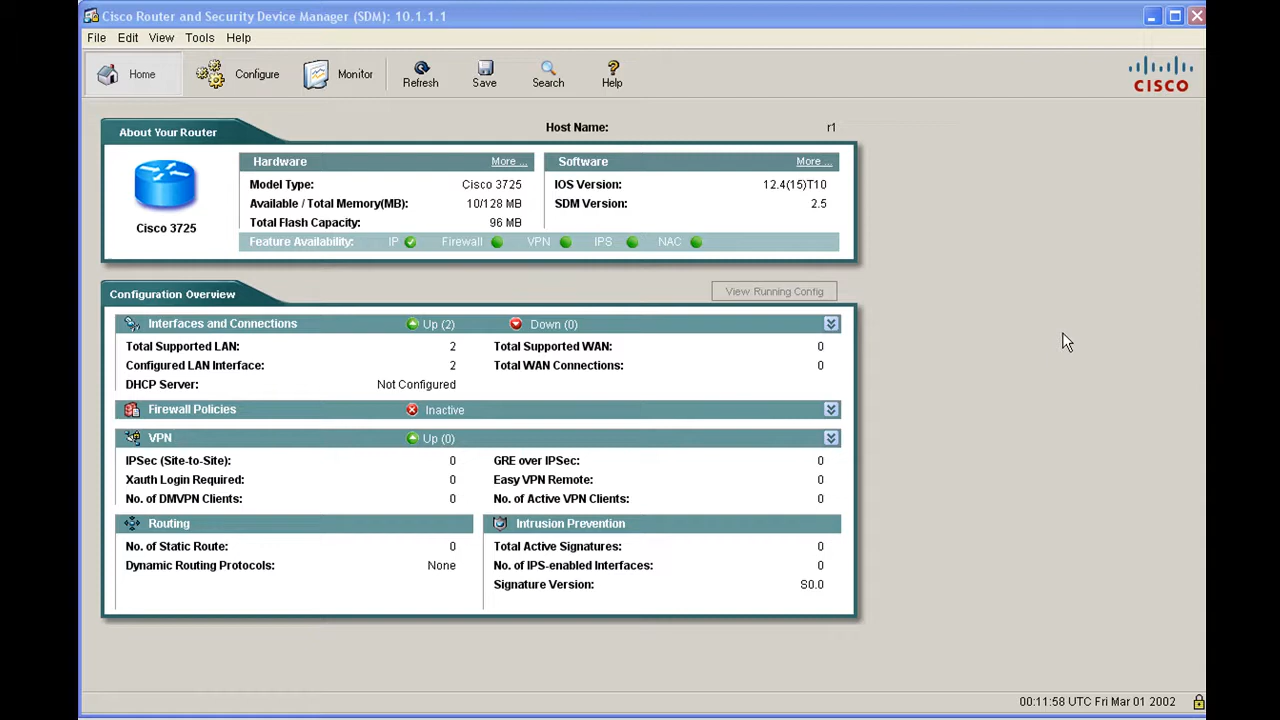 Cisco Router and Security Device Manager (SDM): 10.1.1.1
File Edit View Tools Help
Home Configure Monitor Refresh Save Search Help
CISCO
About Your Router
Host Name: r1
Hardware More ... Software More ...
Model Type: Cisco 3725 IOS Version: 12.4(15)T10
Available / Total Memory(MB): 10/128 MB SDM Version: 2.5
Total Flash Capacity: 96 MB
Cisco 3725
Feature Availability: IP Firewall VPN IPS NAC
Configuration Overview View Running Config
Interfaces and Connections Up (2) Down (0)
Total Supported LAN: 2 Total Supported WAN: 0
Configured LAN Interface: 2 Total WAN Connections: 0
DHCP Server: Not Configured
Firewall Policies Inactive
VPN Up (0)
IPSec (Site-to-Site): 0 GRE over IPSec: 0
Xauth Login Required: 0 Easy VPN Remote: 0
No. of DMVPN Clients: 0 No. of Active VPN Clients: 0
Routing Intrusion Prevention
No. of Static Route: 0 Total Active Signatures: 0
Dynamic Routing Protocols: None No. of IPS-enabled Interfaces: 0
Signature Version: S0.0
00:11:58 UTC Fri Mar 01 2002